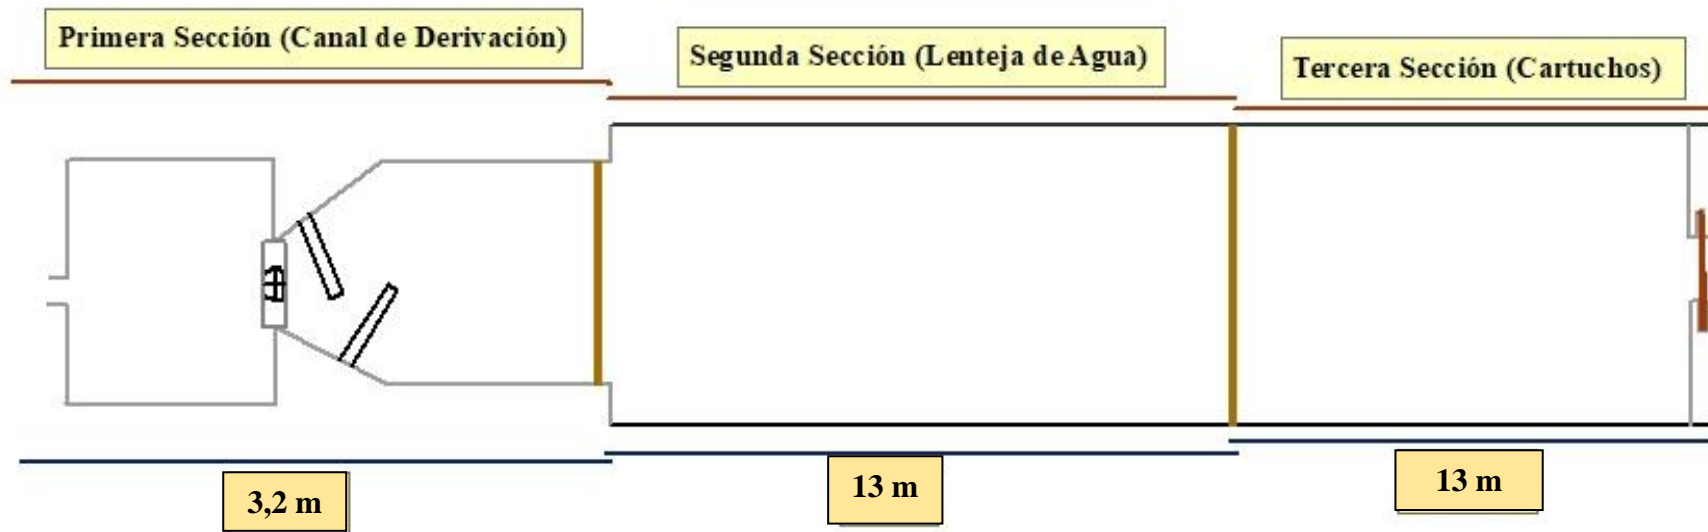 Primera Sección (Canal de Derivación)
Segunda Sección (Lenteja de Agua)
Tercera Sección (Cartuchos)
3,2 m
13 m
13 m